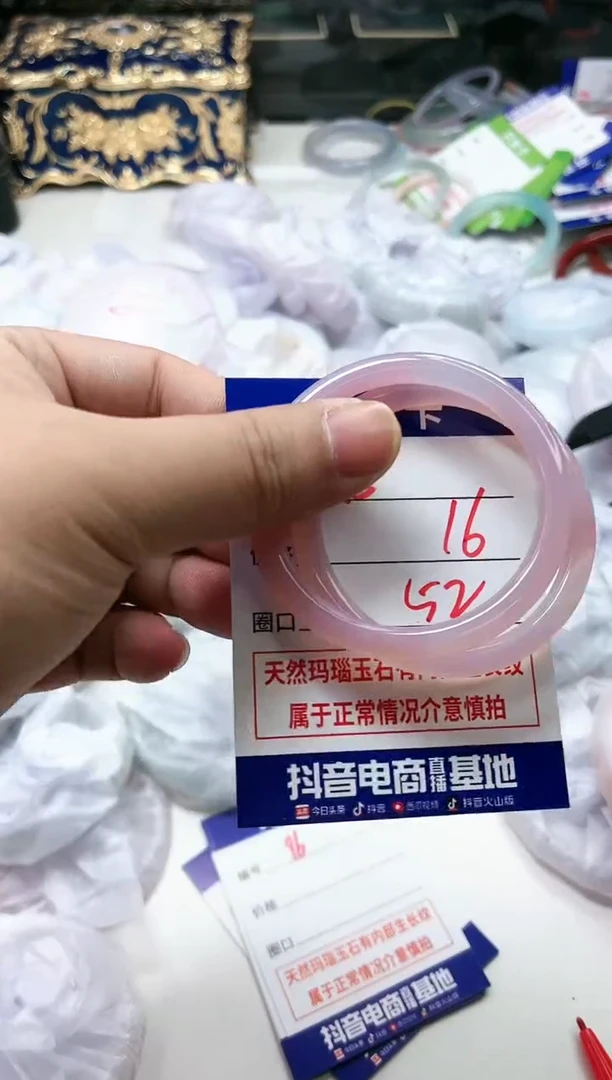 卡
16
52
圈口
天然玛瑙玉石有内部生长纹
属于正常情况介意慎拍
抖音电商直播基地
今日头条 抖音 西瓜视频 抖音火山版
编号 16
价格
圈口
天然玛瑙玉石有内部生长纹
属于正常情况介意慎拍
抖音电商直播基地